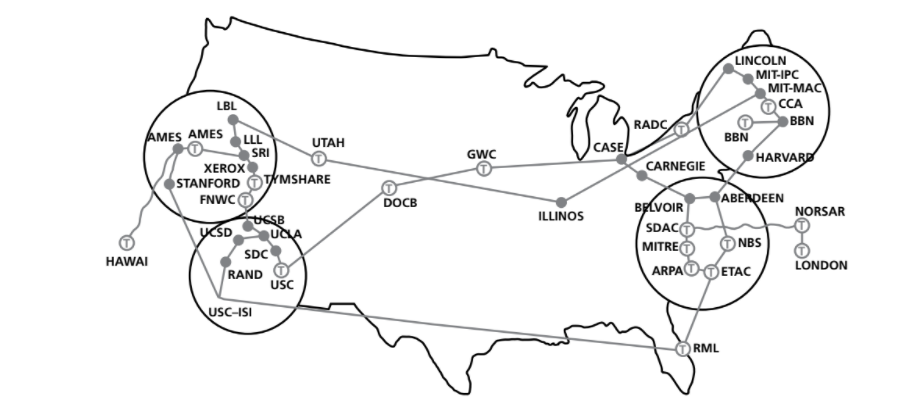 LINCOLN
MIT-IPC
MIT-MAC
CCA
T
BBN
T
BBN
RADC
T
HARVARD
LBL
AMES
AMES
T
LLL
SRI
XEROX
STANFORD
T
TYMSHARE
FNWC
T
UTAH
T
GWC
T
DOCB
T
ILLINOS
CASE
CARNEGIE
BELVOIR
ABERDEEN
SDAC
T
MITRE
T
ARPA
T
T
ETAC
T
NBS
NORSAR
T
T
LONDON
T
HAWAI
UCSB
UCSD
UCLA
SDC
RAND
T
USC
USC–ISI
T
RML